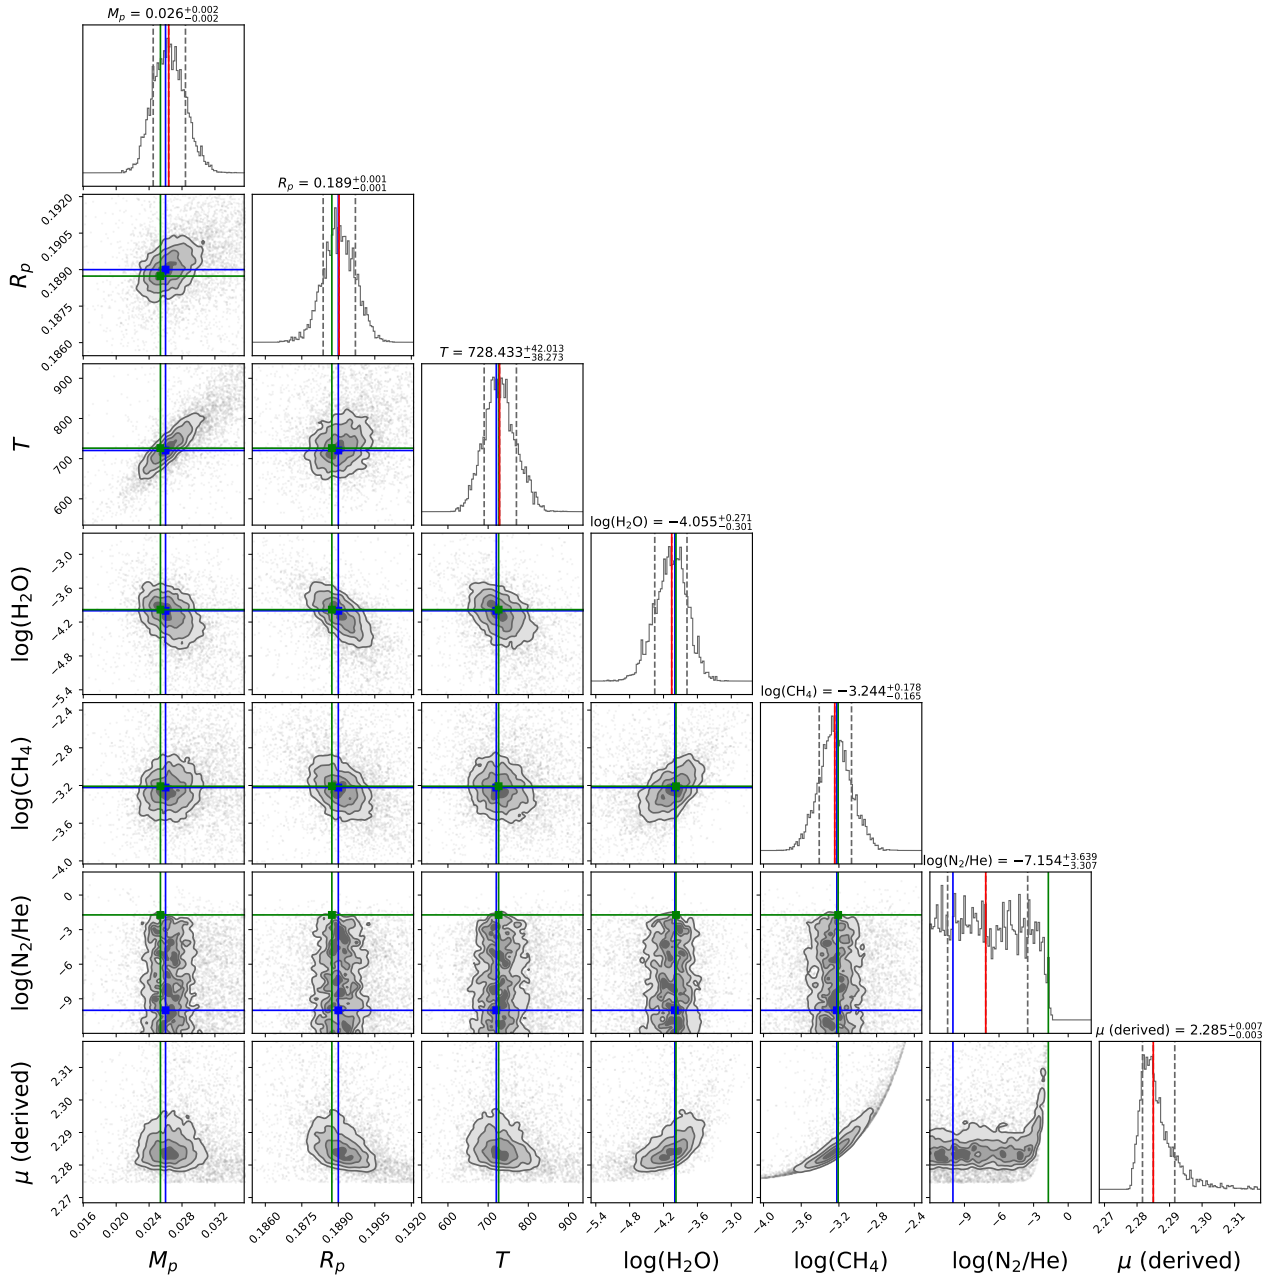 M_p = 0.026^{+0.002}_{−0.002}
R_p = 0.189^{+0.001}_{−0.001}
0.1920
0.1905
0.1890
0.1875
0.1860
R_p
T = 728.433^{+42.013}_{−38.273}
900
800
700
600
T
log(H₂O) = −4.055^{+0.271}_{−0.301}
−3.0
−3.6
−4.2
−4.8
−5.4
log(H₂O)
log(CH₄) = −3.244^{+0.178}_{−0.165}
−2.4
−2.8
−3.2
−3.6
−4.0
log(CH₄)
log(N₂/He) = −7.154^{+3.639}_{−3.307}
0
−3
−6
−9
log(N₂/He)
μ (derived) = 2.285^{+0.007}_{−0.003}
2.31
2.30
2.29
2.28
2.27
μ (derived)
0.016 0.020 0.024 0.028 0.032
0.1860 0.1875 0.1890 0.1905 0.1920
600 700 800 900
−5.4 −4.8 −4.2 −3.6 −3.0
−4.0 −3.6 −3.2 −2.8 −2.4
−9 −6 −3 0
2.27 2.28 2.29 2.30 2.31
M_p R_p T log(H₂O) log(CH₄) log(N₂/He) μ (derived)